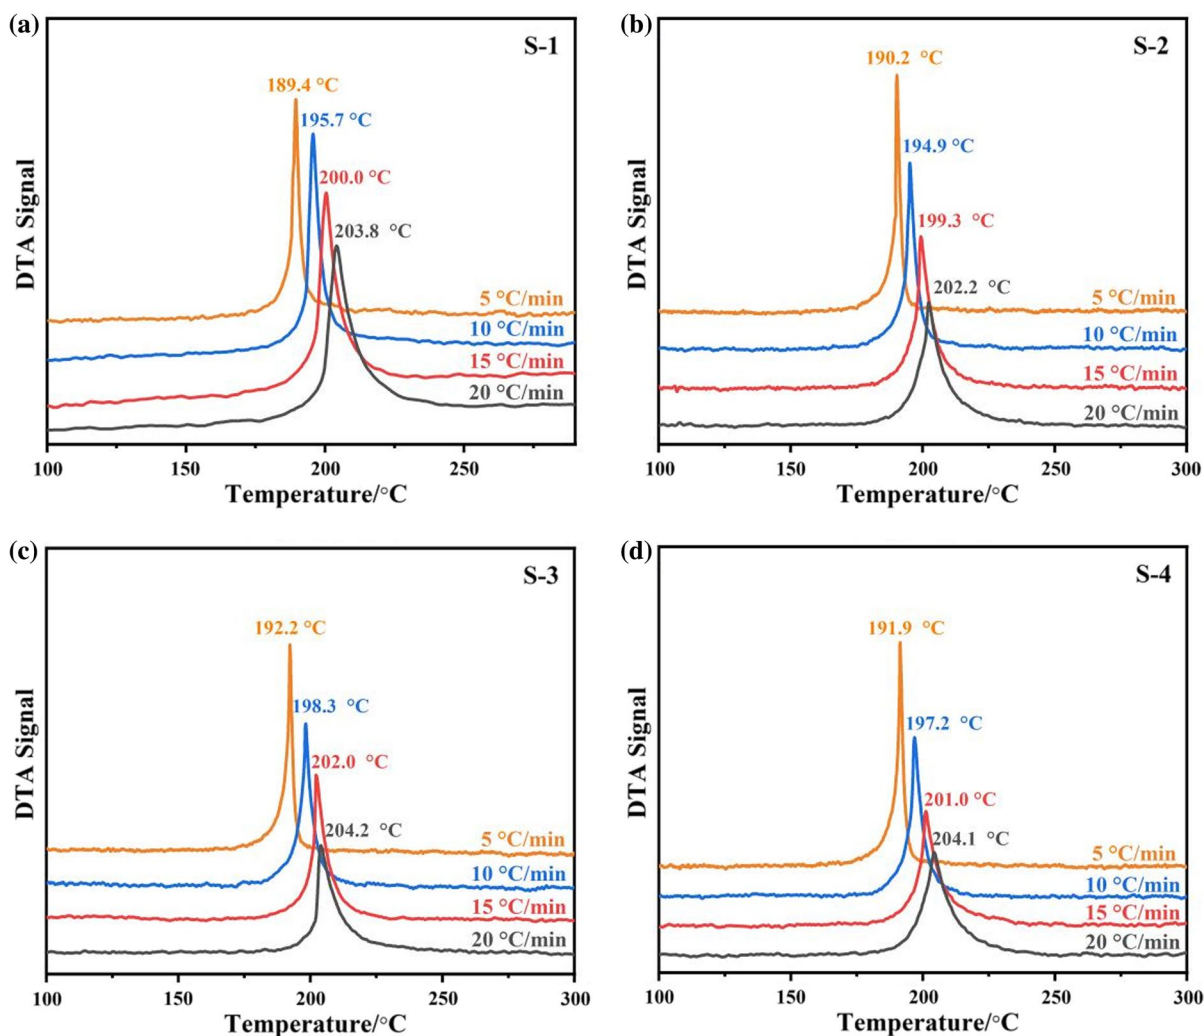 (a)
S-1
189.4 °C
195.7 °C
200.0 °C
203.8 °C
5 °C/min
10 °C/min
15 °C/min
20 °C/min
DTA Signal
100 150 200 250
Temperature/°C
(b)
S-2
190.2 °C
194.9 °C
199.3 °C
202.2 °C
5 °C/min
10 °C/min
15 °C/min
20 °C/min
DTA Signal
100 150 200 250 300
Temperature/°C
(c)
S-3
192.2 °C
198.3 °C
202.0 °C
204.2 °C
5 °C/min
10 °C/min
15 °C/min
20 °C/min
DTA Signal
100 150 200 250 300
Temperature/°C
(d)
S-4
191.9 °C
197.2 °C
201.0 °C
204.1 °C
5 °C/min
10 °C/min
15 °C/min
20 °C/min
DTA Signal
100 150 200 250 300
Temperature/°C